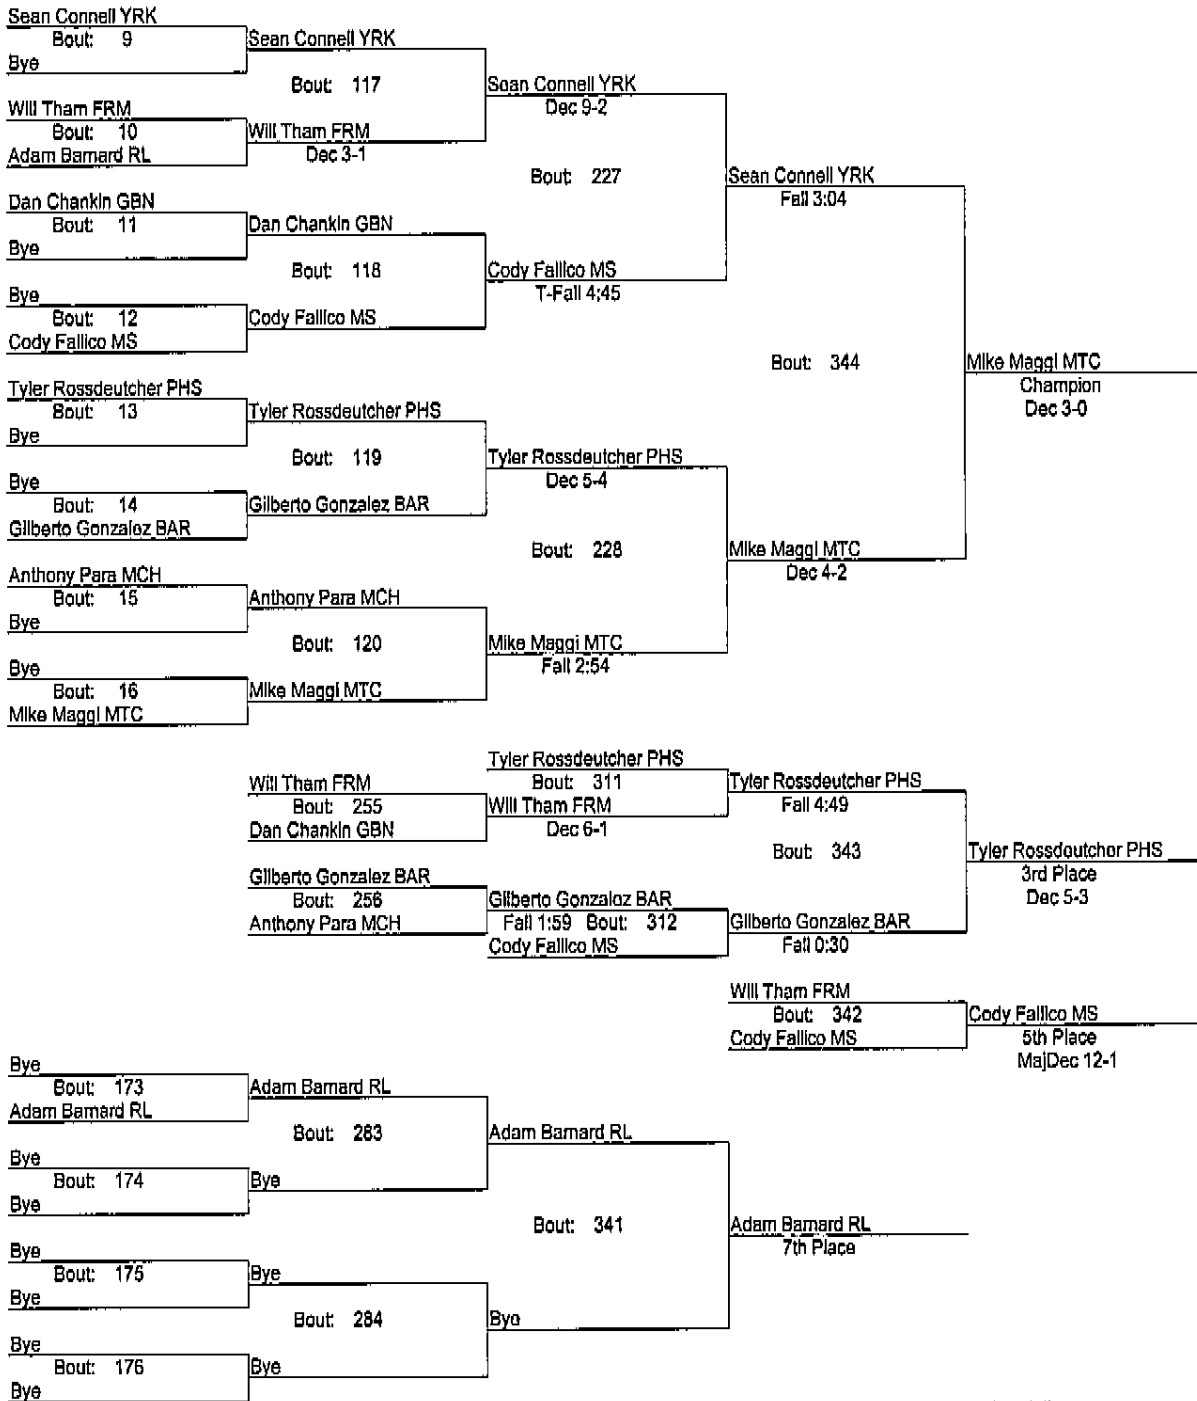 Sean Connell YRK
Bout: 9
Bye
Sean Connell YRK
Bout: 117
Will Tham FRM
Bout: 10
Adam Barnard RL
Will Tham FRM
Dec 3-1
Sean Connell YRK
Dec 9-2
Bout: 227
Dan Chankin GBN
Bout: 11
Bye
Dan Chankin GBN
Bout: 118
Bye
Bout: 12
Cody Fallico MS
Cody Fallico MS
Cody Fallico MS
T-Fall 4:45
Sean Connell YRK
Fall 3:04
Bout: 344
Mike Maggi MTC
Champion
Dec 3-0
Tyler Rossdeutcher PHS
Bout: 13
Bye
Tyler Rossdeutcher PHS
Bout: 119
Bye
Bout: 14
Gilberto Gonzalez BAR
Gilberto Gonzalez BAR
Tyler Rossdeutcher PHS
Dec 5-4
Bout: 228
Mike Maggi MTC
Dec 4-2
Anthony Para MCH
Bout: 15
Bye
Anthony Para MCH
Bout: 120
Bye
Bout: 16
Mike Maggi MTC
Mike Maggi MTC
Mike Maggi MTC
Fall 2:54
Will Tham FRM
Bout: 255
Dan Chankin GBN
Tyler Rossdeutcher PHS
Bout: 311
Will Tham FRM
Dec 6-1
Tyler Rossdeutcher PHS
Fall 4:49
Bout: 343
Gilberto Gonzalez BAR
Bout: 256
Anthony Para MCH
Gilberto Gonzalez BAR
Fall 1:59 Bout: 312
Cody Fallico MS
Gilberto Gonzalez BAR
Fall 0:30
Tyler Rossdeutcher PHS
3rd Place
Dec 5-3
Will Tham FRM
Bout: 342
Cody Fallico MS
Cody Fallico MS
5th Place
MajDec 12-1
Bye
Bout: 173
Adam Barnard RL
Adam Barnard RL
Bout: 283
Bye
Bout: 174
Bye
Bye
Adam Barnard RL
Bout: 341
Adam Barnard RL
7th Place
Bye
Bout: 175
Bye
Bye
Bout: 284
Bye
Bye
Bout: 176
Bye
Bye